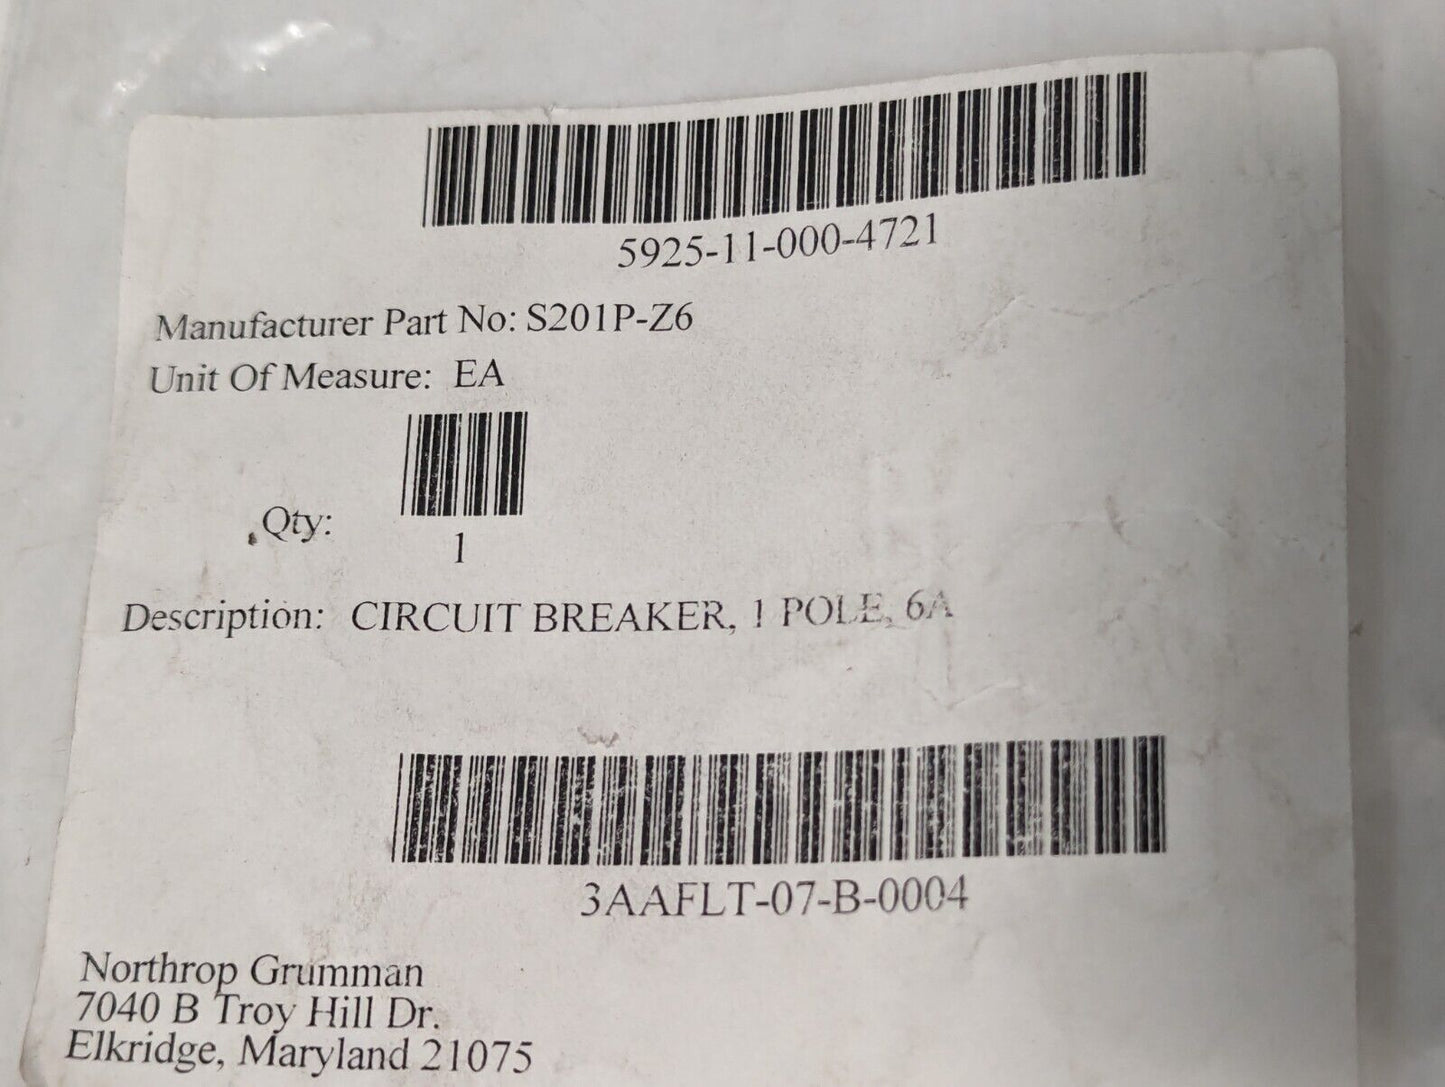 5925-11-000-4721
Manufacturer Part No: S201P-Z6
Unit Of Measure: EA
Qty:
1
Description: CIRCUIT BREAKER, 1 POLE, 6A
3AAFLT-07-B-0004
Northrop Grumman
7040 B Troy Hill Dr.
Elkridge, Maryland 21075